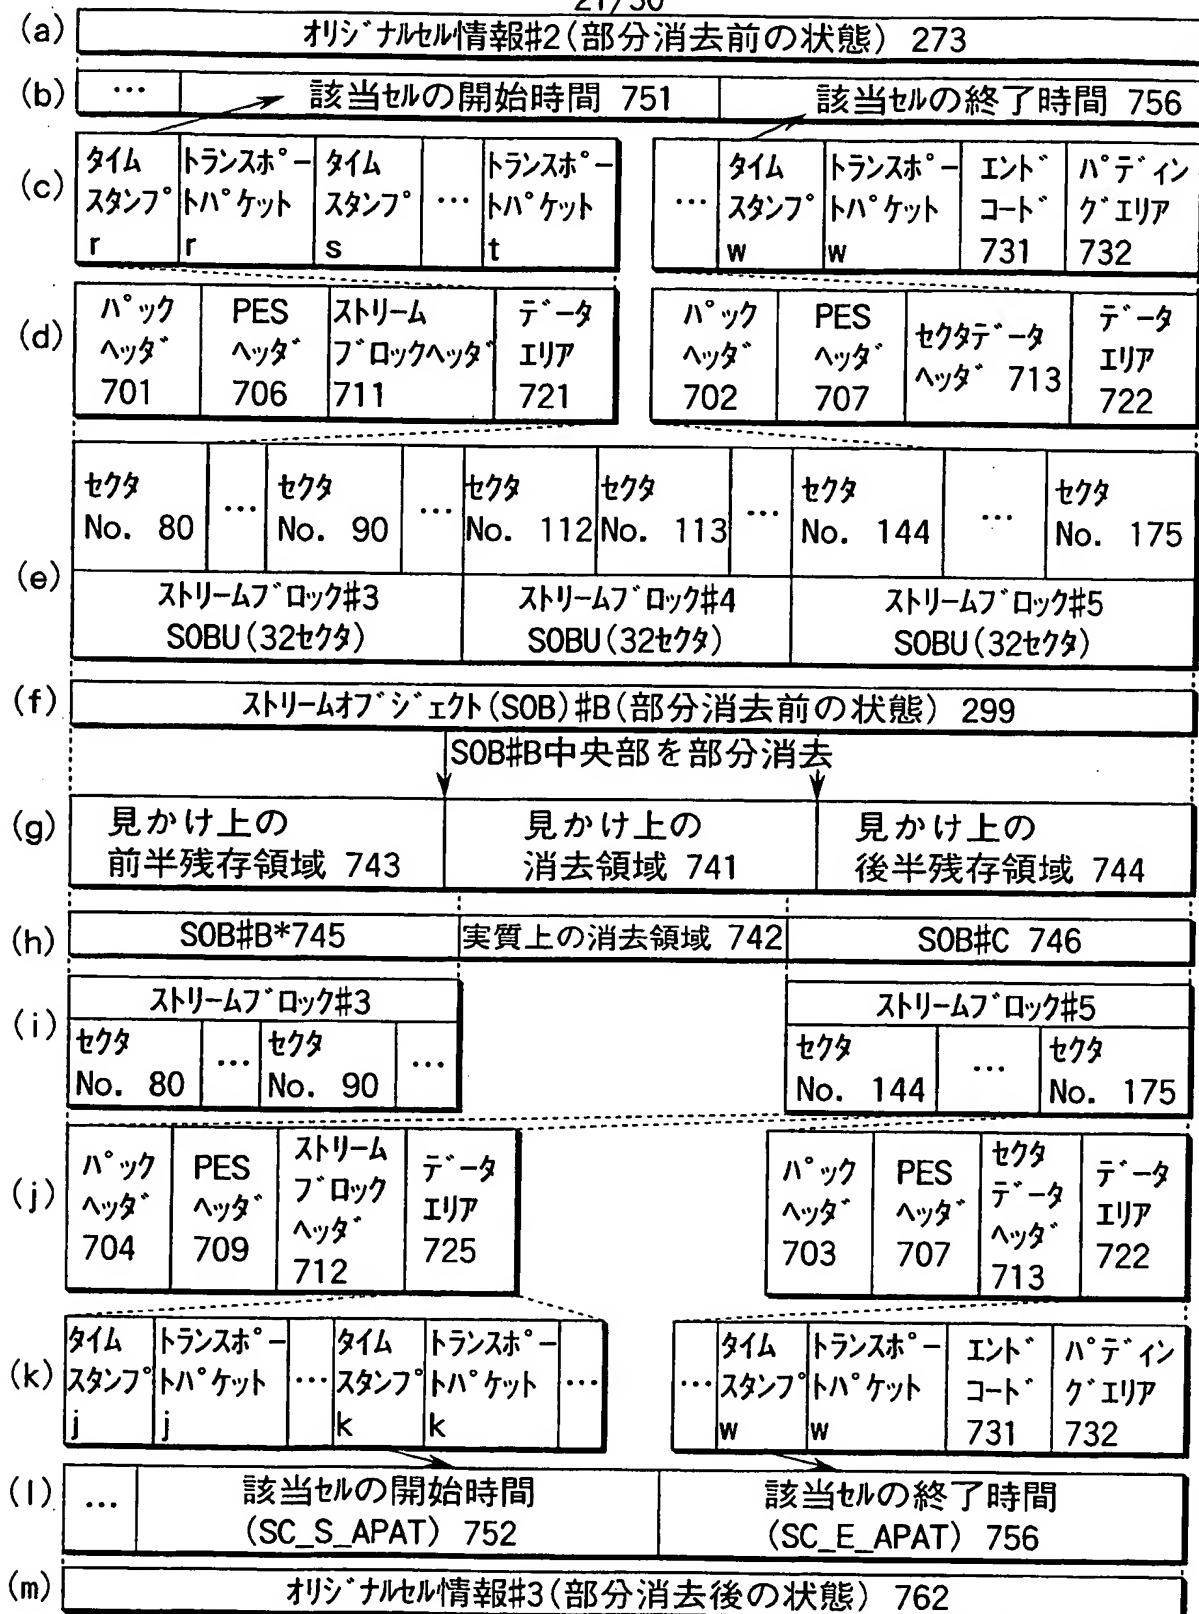 21/30
(a) オリジナルセル情報#2(部分消去前の状態) 273
(b) … 該当セルの開始時間 751 該当セルの終了時間 756
(c)
タイム
スタンプ
r
トランスポー
トパケット
r
タイム
スタンプ
s
…
トランスポー
トパケット
t
…
タイム
スタンプ
w
トランスポー
トパケット
w
エンド
コード
731
パディン
グエリア
732
(d)
パック
ヘッダ
701
PES
ヘッダ
706
ストリーム
ブロックヘッダ
711
データ
エリア
721
パック
ヘッダ
702
PES
ヘッダ
707
セクタデータ
ヘッダ 713
データ
エリア
722
(e)
セクタ
No. 80
…
セクタ
No. 90
…
セクタ
No. 112
セクタ
No. 113
…
セクタ
No. 144
…
セクタ
No. 175
ストリームブロック#3
SOBU(32セクタ)
ストリームブロック#4
SOBU(32セクタ)
ストリームブロック#5
SOBU(32セクタ)
(f) ストリームオブジェクト(SOB)#B(部分消去前の状態) 299
SOB#B中央部を部分消去
(g)
見かけ上の
前半残存領域 743
見かけ上の
消去領域 741
見かけ上の
後半残存領域 744
(h) SOB#B*745 実質上の消去領域 742 SOB#C 746
(i)
ストリームブロック#3
セクタ
No. 80
…
セクタ
No. 90
…
ストリームブロック#5
セクタ
No. 144
…
セクタ
No. 175
(j)
パック
ヘッダ
704
PES
ヘッダ
709
ストリーム
ブロック
ヘッダ
712
データ
エリア
725
パック
ヘッダ
703
PES
ヘッダ
707
セクタ
データ
ヘッダ
713
データ
エリア
722
(k)
タイム
スタンプ
j
トランスポー
トパケット
j
…
タイム
スタンプ
k
トランスポー
トパケット
k
…
…
タイム
スタンプ
w
トランスポー
トパケット
w
エンド
コード
731
パディン
グエリア
732
(l)
…
該当セルの開始時間
(SC_S_APAT) 752
該当セルの終了時間
(SC_E_APAT) 756
(m) オリジナルセル情報#3(部分消去後の状態) 762